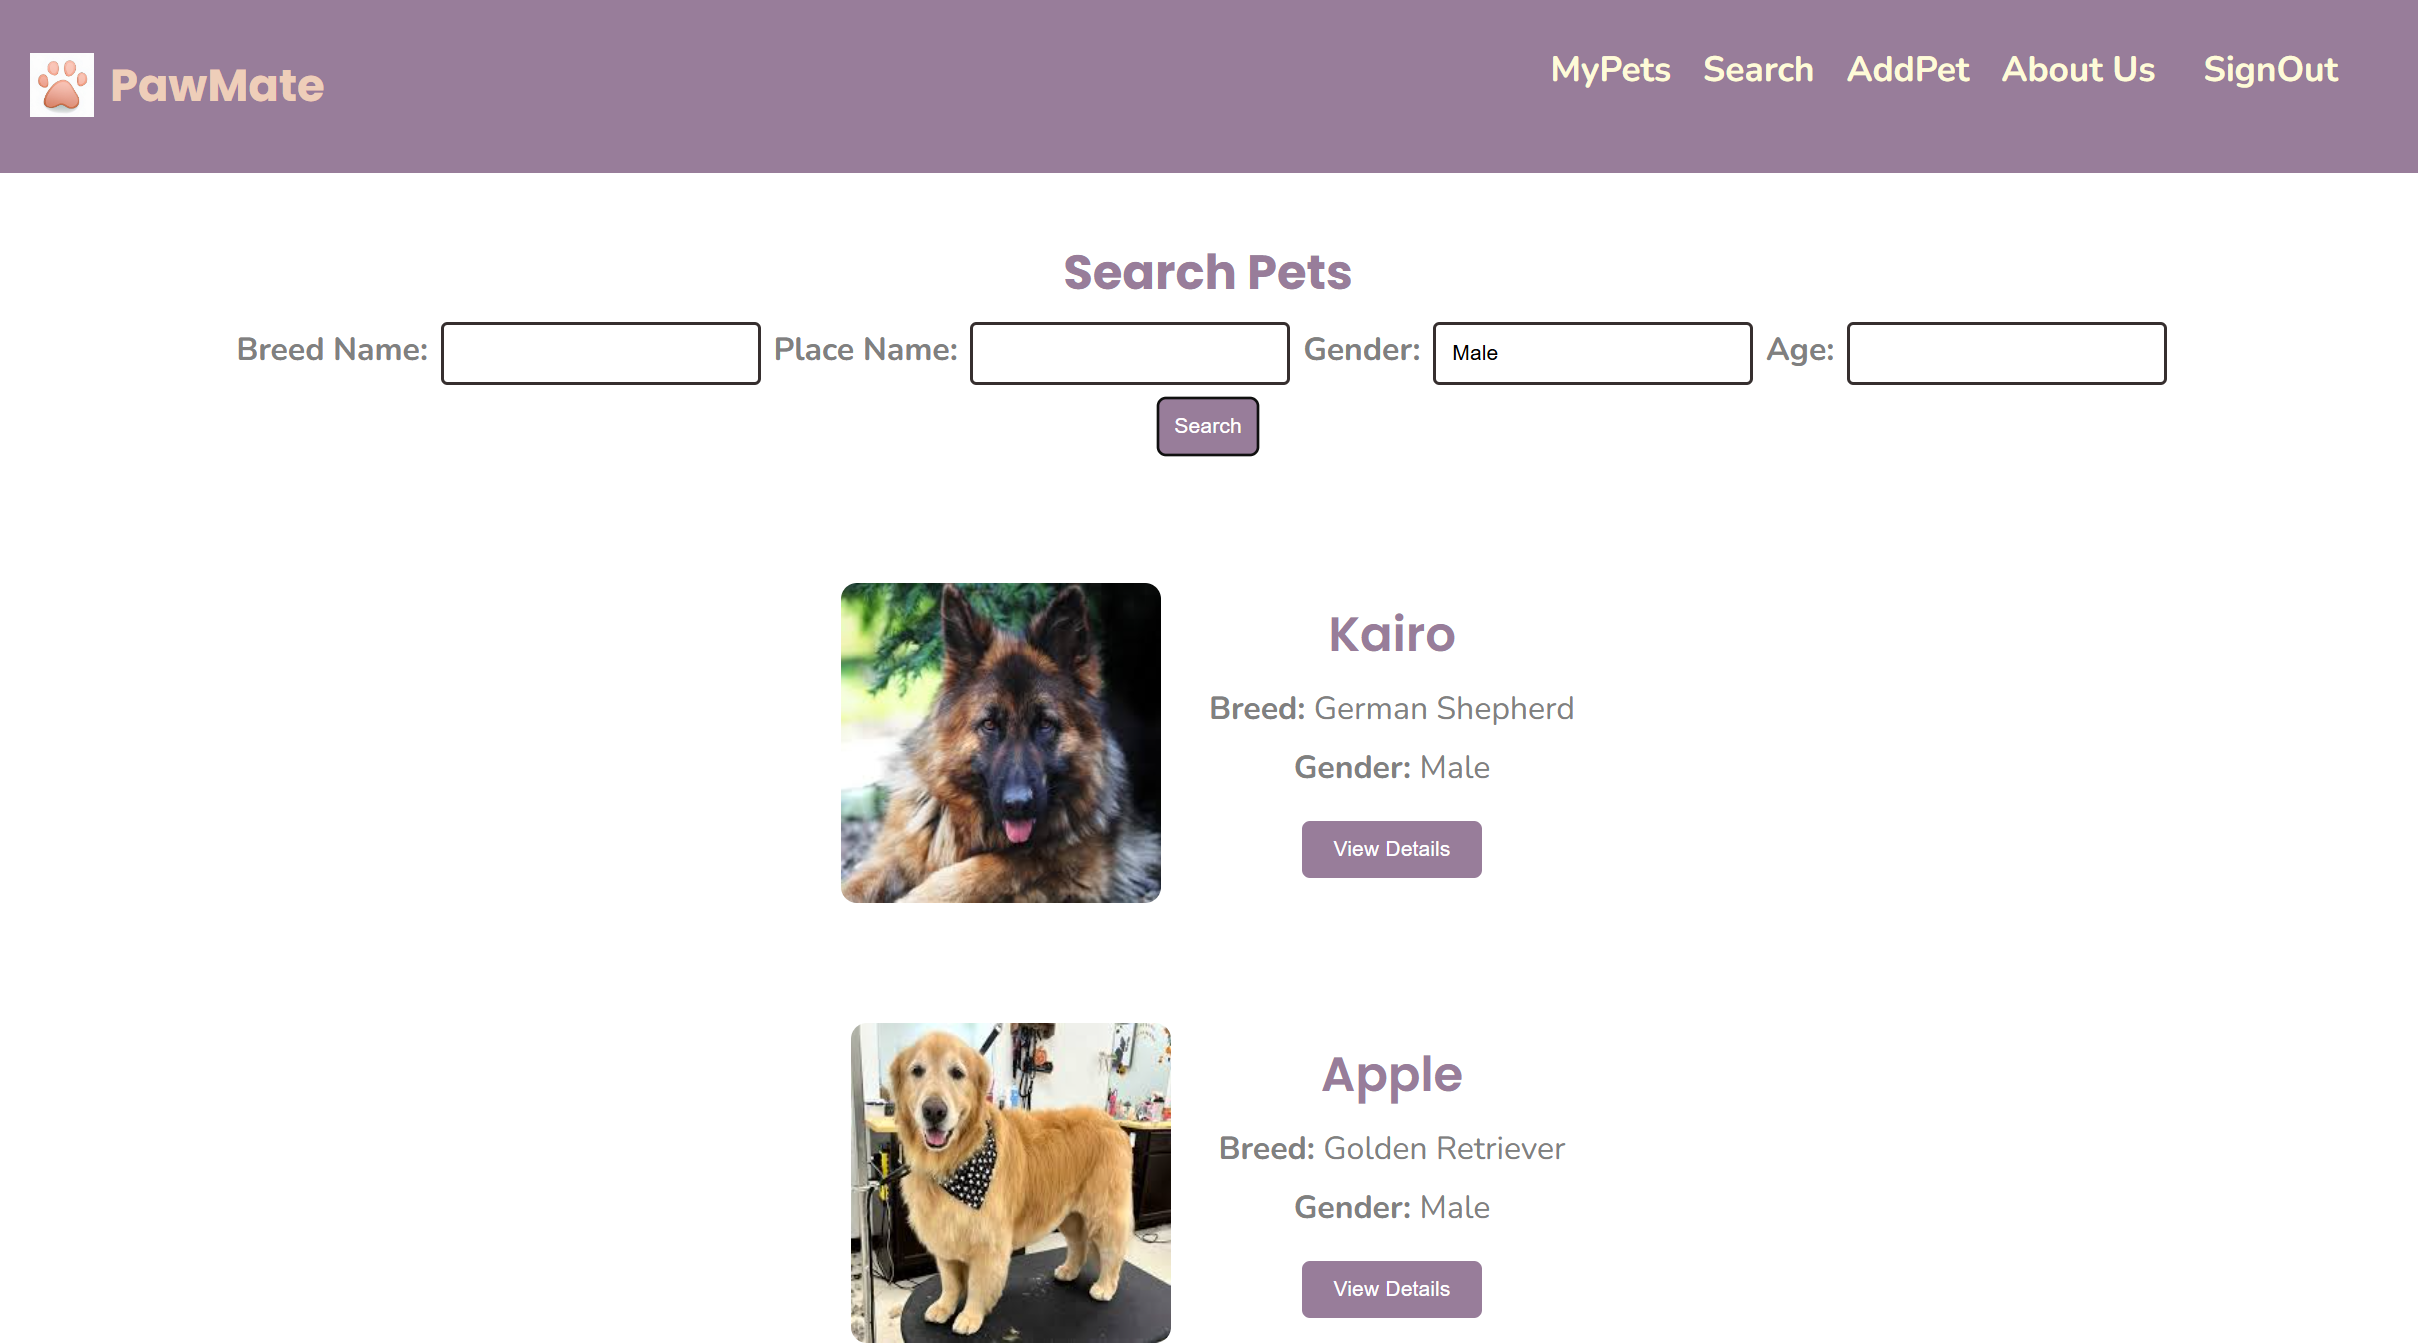 PawMate
MyPets Search AddPet About Us SignOut
Search Pets
Breed Name: Place Name: Gender: Male Age:
Search
Kairo
Breed: German Shepherd
Gender: Male
View Details
Apple
Breed: Golden Retriever
Gender: Male
View Details